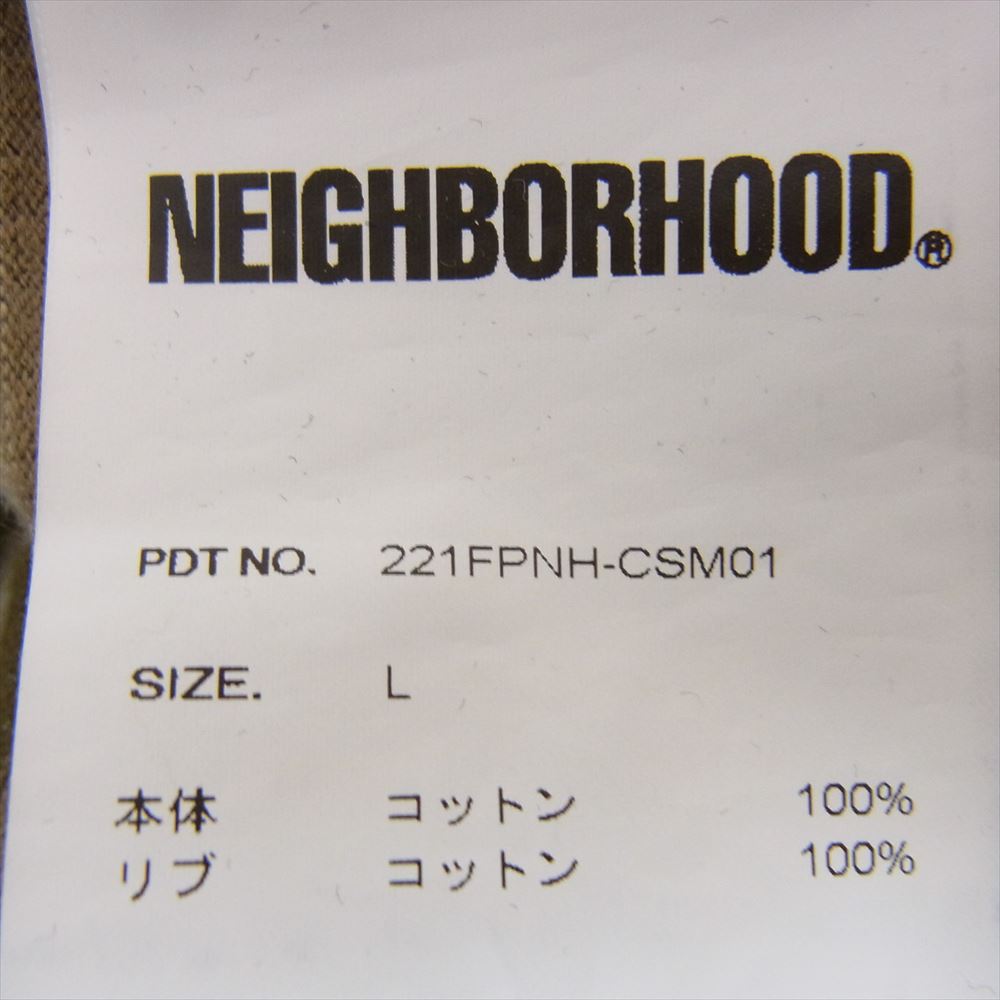 NEIGHBORHOOD®
PDT NO. 221FPNH-CSM01
SIZE. L
本体 コットン 100%
リブ コットン 100%